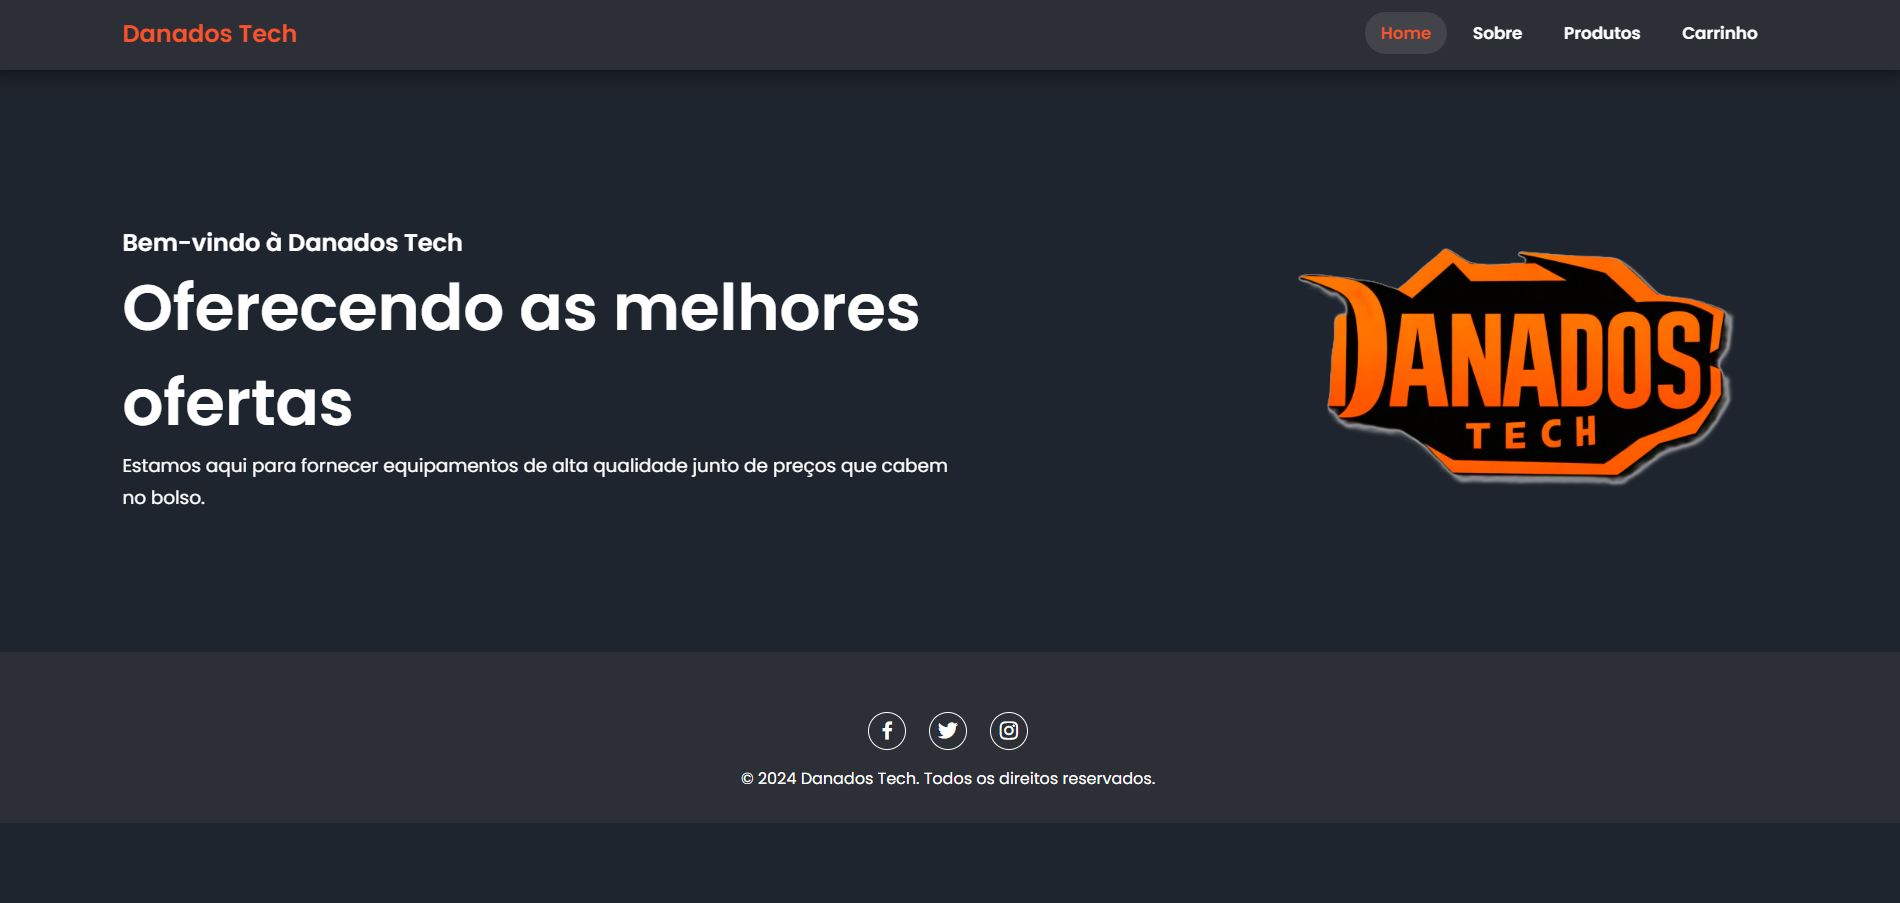 Danados Tech
Home
Sobre
Produtos
Carrinho
Bem-vindo à Danados Tech
Oferecendo as melhores
ofertas
Estamos aqui para fornecer equipamentos de alta qualidade junto de preços que cabem
no bolso.
DANADOS
TECH
© 2024 Danados Tech. Todos os direitos reservados.